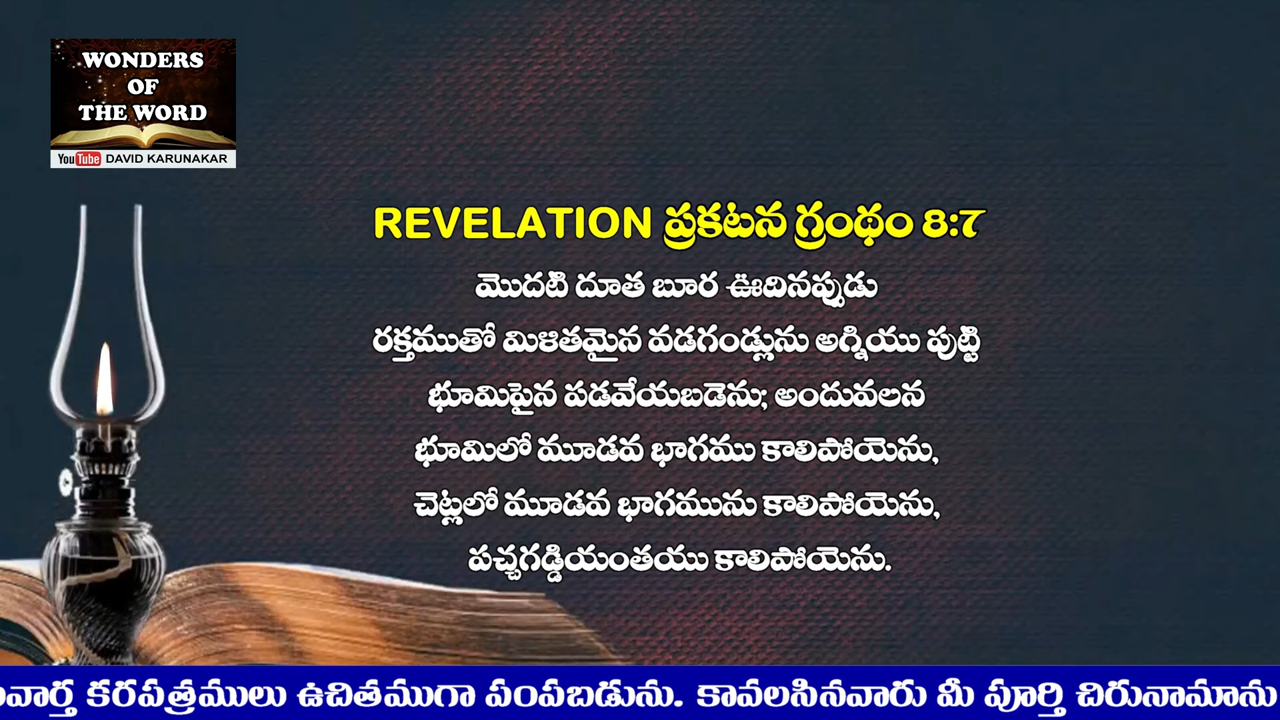 WONDERS
OF
THE WORD
YouTube DAVID KARUNAKAR
REVELATION ప్రకటన గ్రంథం 8:7
మొదటి దూత బూర ఊదినప్పుడు
రక్తముతో మిళితమైన వడగండ్లును అగ్నియు పుట్టి
భూమిపైన పడవేయబడెను; అందువలన
భూమిలో మూడవ భాగము కాలిపోయెను,
చెట్లలో మూడవ భాగమును కాలిపోయెను,
పచ్చగడ్డియంతయు కాలిపోయెను.
కరపత్రములు ఉచితముగా పంపబడును. కావలసినవారు మీ పూర్తి చిరునామాను